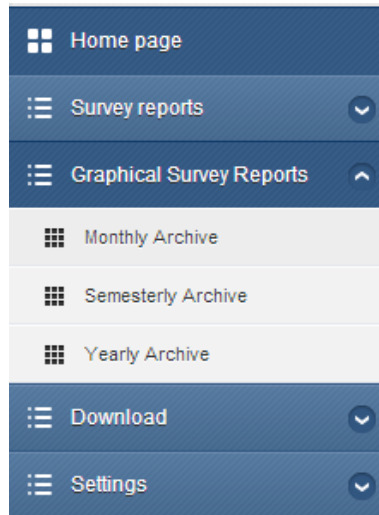 Home page
Survey reports
Graphical Survey Reports
Monthly Archive
Semesterly Archive
Yearly Archive
Download
Settings